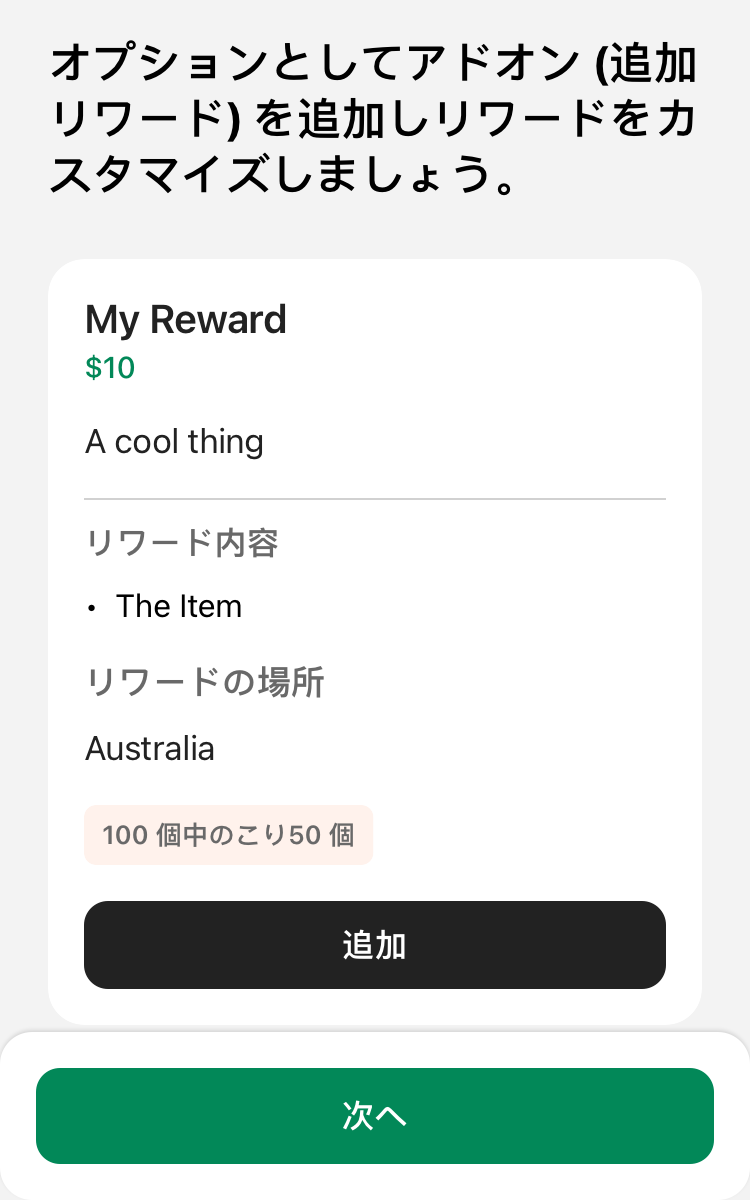 オプションとしてアドオン (追加
リワード) を追加しリワードをカ
スタマイズしましょう。
My Reward
$10
A cool thing
リワード内容
• The Item
リワードの場所
Australia
100 個中のこり50 個
追加
次へ